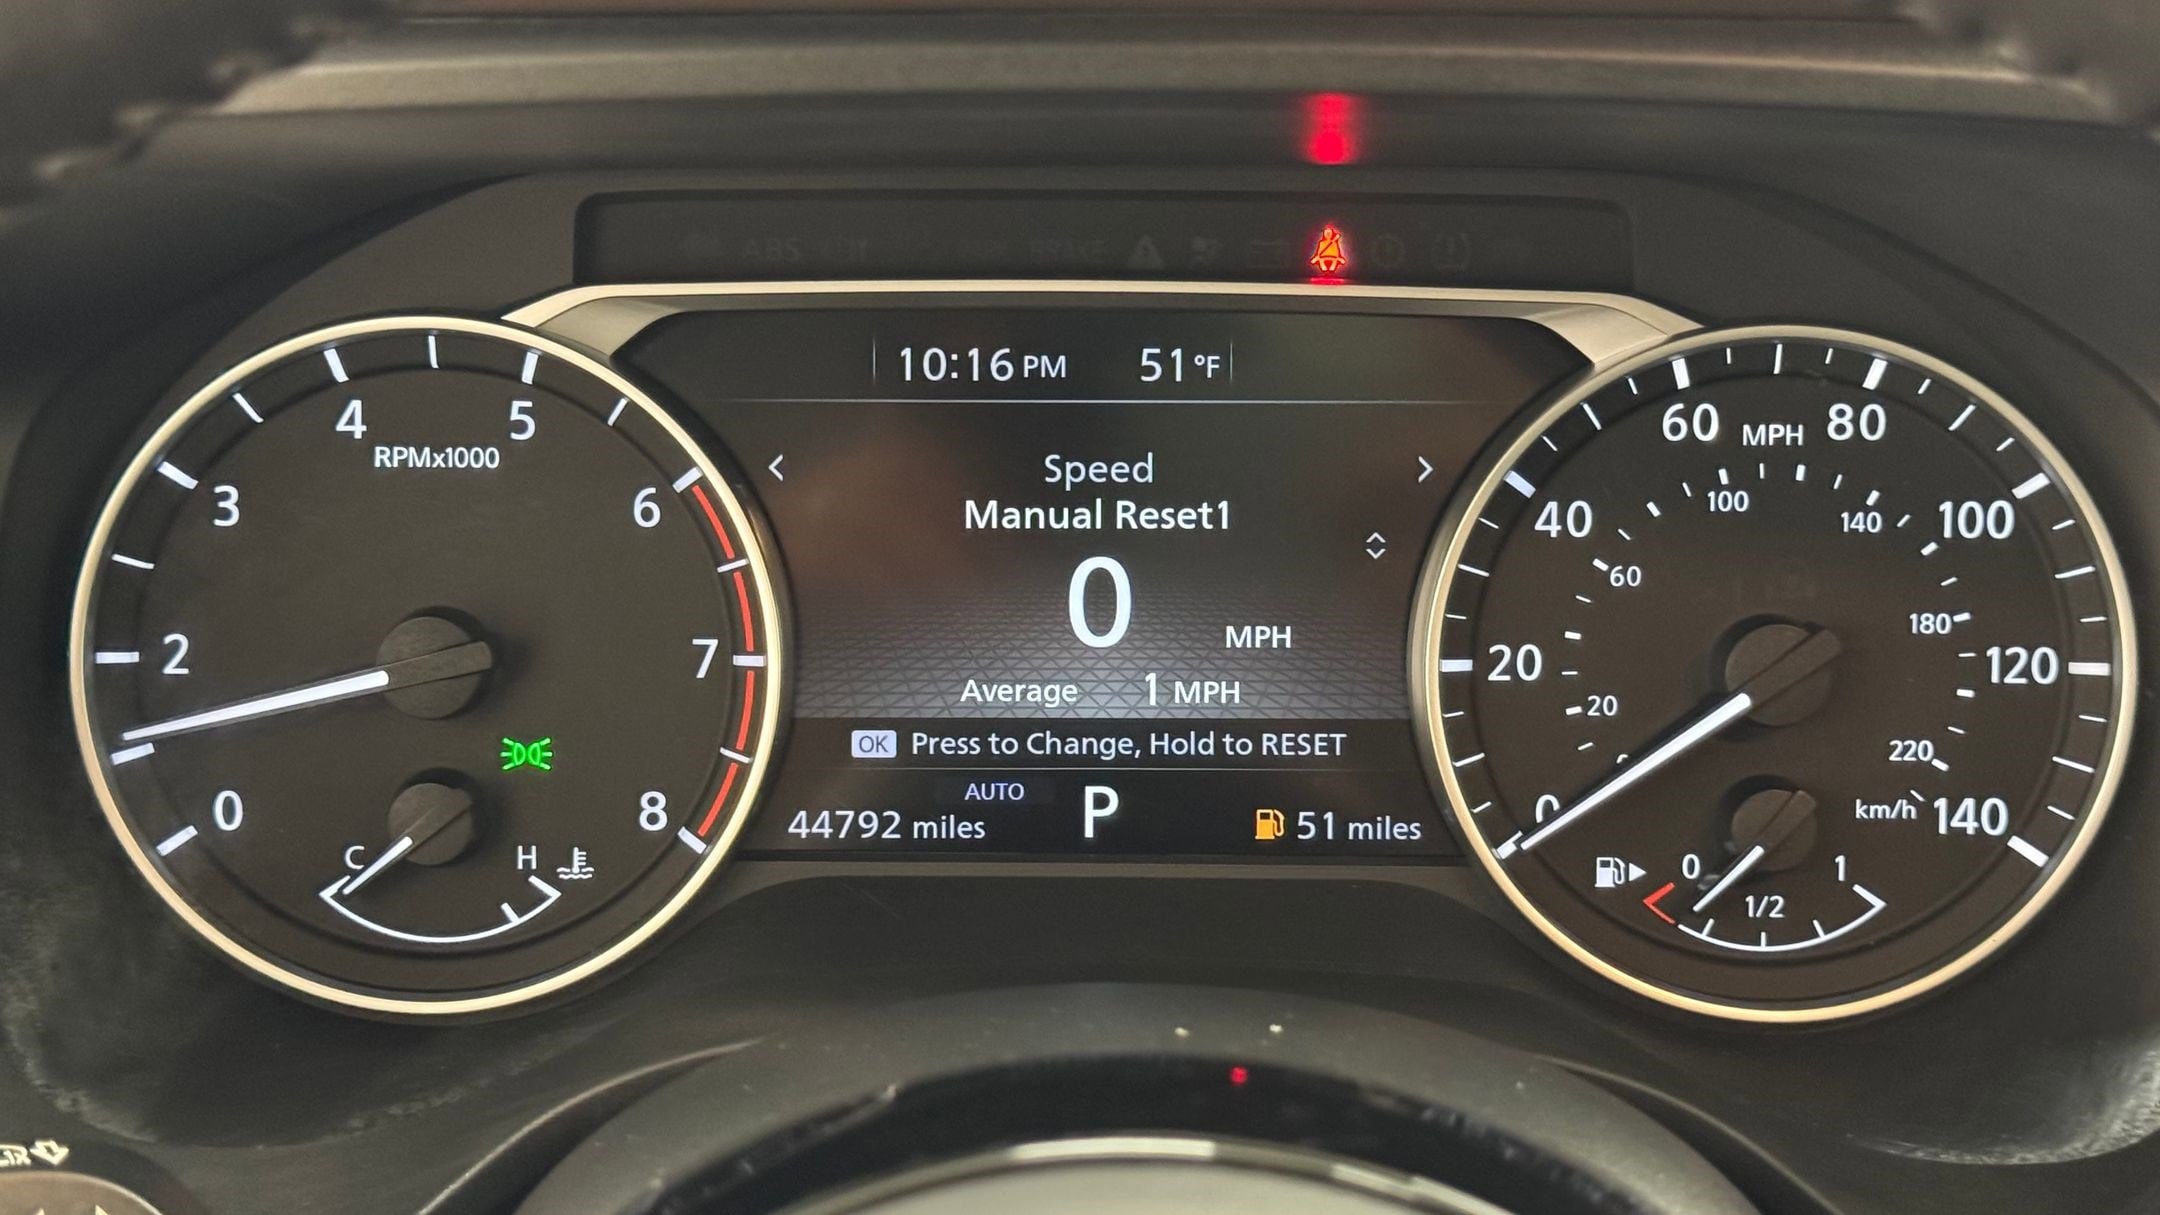 ABS
10:16 PM 51°F
4 5
RPMx1000
3 6
2 7
0 8
C H
Speed
Manual Reset1
0 MPH
Average 1 MPH
OK Press to Change, Hold to RESET
AUTO P
44792 miles 51 miles
60 MPH 80
40 100
20 120
0 140
100 140
60 180
20 220
km/h
0 1
1/2